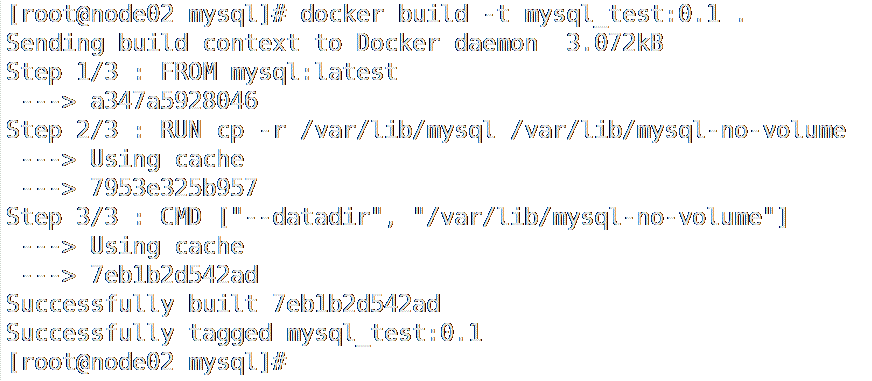 [root@node02 mysql]# docker build -t mysql_test:0.1 .
Sending build context to Docker daemon  3.072kB
Step 1/3 : FROM mysql:latest
 ---> a347a5928046
Step 2/3 : RUN cp -r /var/lib/mysql /var/lib/mysql-no-volume
 ---> Using cache
 ---> 7953e325b957
Step 3/3 : CMD ["--datadir", "/var/lib/mysql-no-volume"]
 ---> Using cache
 ---> 7eb1b2d542ad
Successfully built 7eb1b2d542ad
Successfully tagged mysql_test:0.1
[root@node02 mysql]#